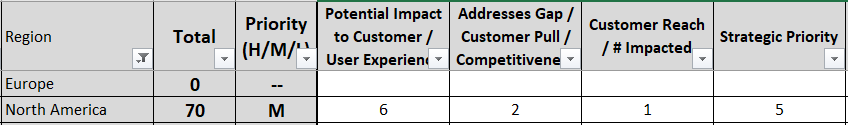 Region
Total
Priority
(H/M/L)
Potential Impact
to Customer /
User Experien
Addresses Gap /
Customer Pull /
Competitivene
Customer Reach
/ # Impacted
Strategic Priority
Europe 0 --
North America 70 M 6 2 1 5